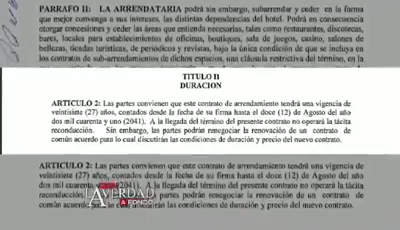 PARRAFO II: LA ARRENDATARIA podrá sin embargo, subarrendar y ceder en la forma
que mejor convenga a sus intereses, las distintas dependencias del hotel. Podrá en consecuencia
otorgar concesiones y ceder las áreas que entienda necesarias, tales como restaurantes, discotecas,
bares, locales para establecimientos de oficinas, boutiques, sala de juegos, casino, salones de
bellezas, tiendas turísticas, de periódicos y revistas, bajo la única condición de que se incluya en
los contratos de sub-arrendamientos de dichos espacios, una cláusula restrictiva del término, en la
TITULO II
DURACION
ARTICULO 2: Las partes convienen que este contrato de arrendamiento tendrá una vigencia de
veintisiete (27) años, contados desde la fecha de su firma hasta el doce (12) de Agosto del año
dos mil cuarenta y uno (2041). A la llegada del término del presente contrato no operará la tácita
reconducción. Sin embargo, las partes podrán renegociar la renovación de un contrato de
común acuerdo para lo cual discutirán las condiciones de duración y precio del nuevo contrato.
ARTICULO 2: Las partes convienen que este contrato de arrendamiento tendrá una vigencia de
veintisiete (27) años, contados desde la fecha de su firma hasta el doce (12) de Agosto del año
dos mil cuarenta y uno (2041). A la llegada del término del presente contrato no operará la tácita
reconducción. Sin embargo, las partes podrán renegociar la renovación de un contrato de
común acuerdo para lo cual discutirán las condiciones de duración y precio del nuevo contrato.
LA VERDAD
A FONDO